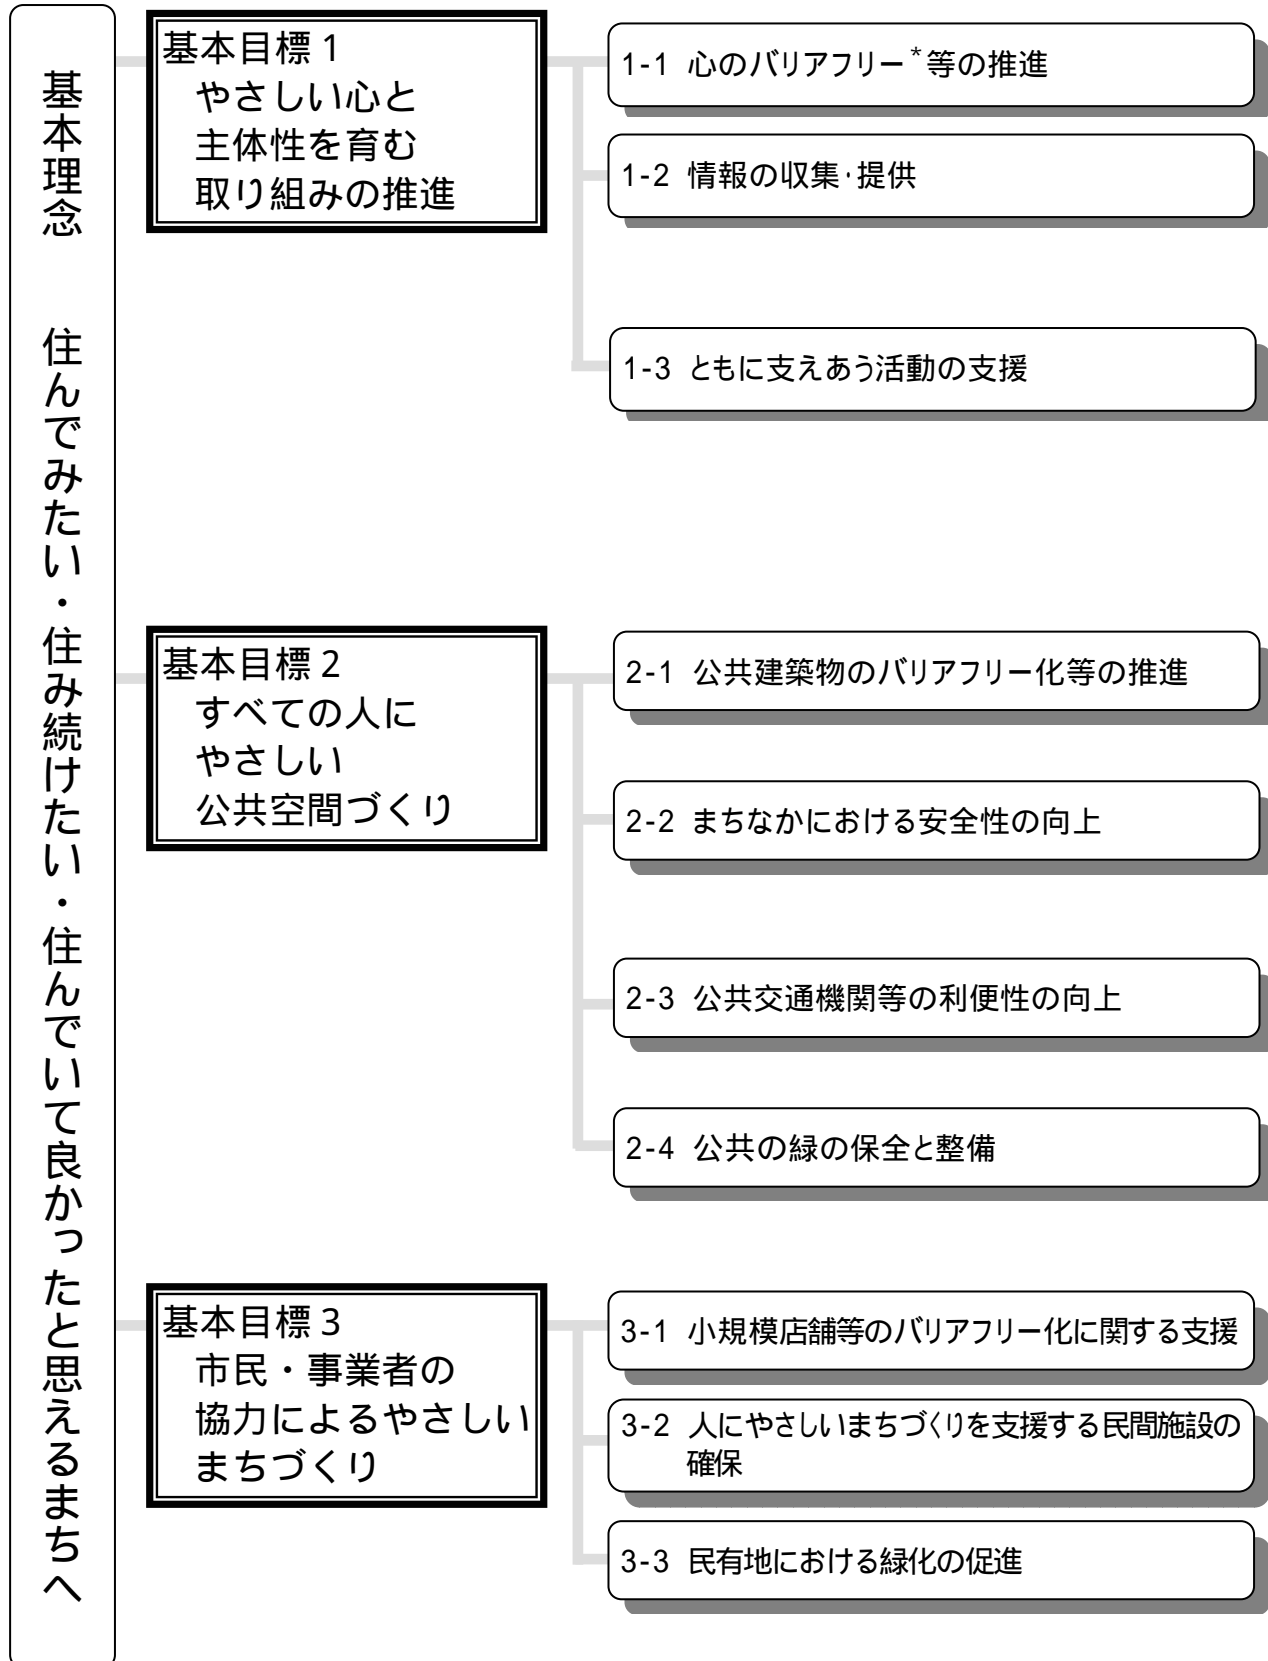 基本理念　住んでみたい・住み続けたい・住んでいて良かったと思えるまちへ
基本目標１
やさしい心と
主体性を育む
取り組みの推進
1-1 心のバリアフリー*等の推進
1-2 情報の収集・提供
1-3 ともに支えあう活動の支援
基本目標２
すべての人に
やさしい
公共空間づくり
2-1 公共建築物のバリアフリー化等の推進
2-2 まちなかにおける安全性の向上
2-3 公共交通機関等の利便性の向上
2-4 公共の緑の保全と整備
基本目標３
市民・事業者の
協力によるやさしい
まちづくり
3-1 小規模店舗等のバリアフリー化に関する支援
3-2 人にやさしいまちづくりを支援する民間施設の
確保
3-3 民有地における緑化の促進